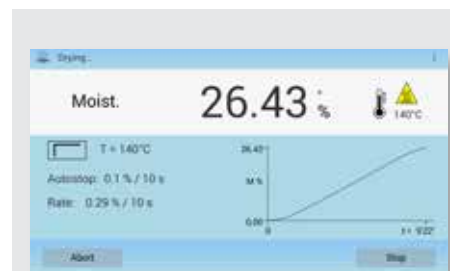 Drying..
Moist. 26.43 %
140°C
T = 140°C
Autostop: 0.1 % / 10 s
Rate: 0.29 % / 10 s
26.43
M %
0.00
0
t = 9'22"
Abort
Stop